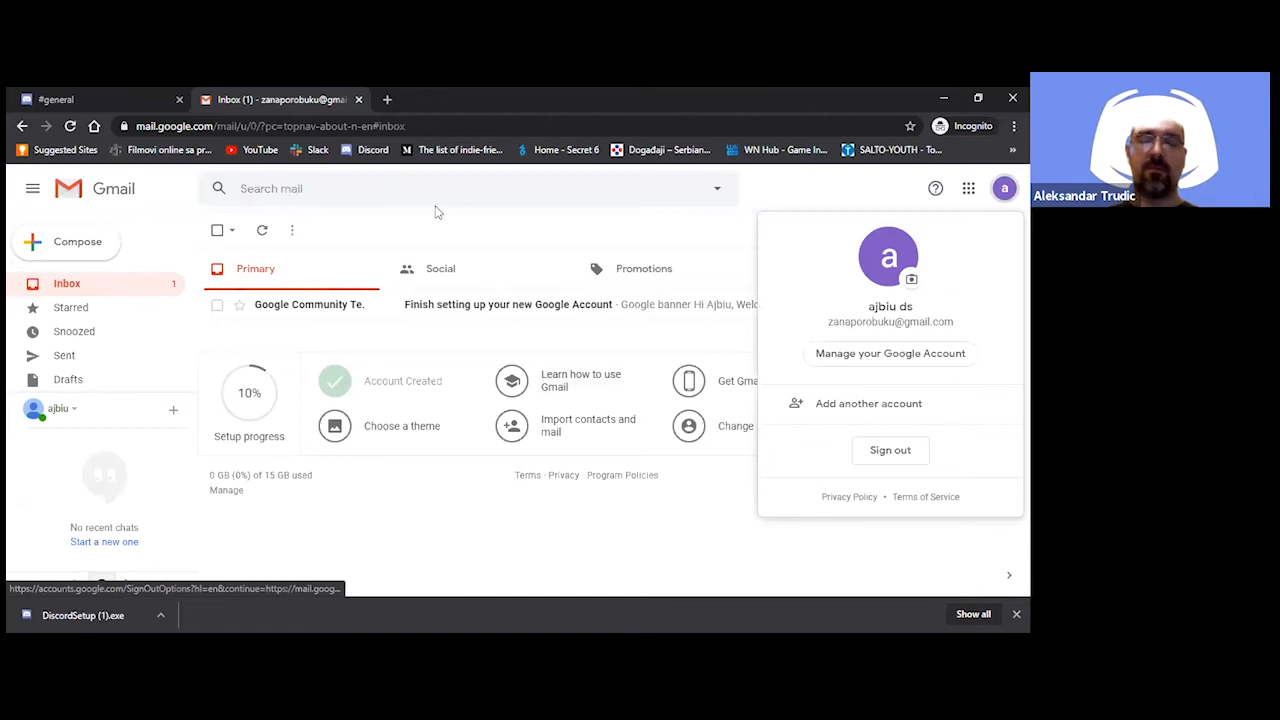 #general
Inbox (1) - zanaporobuku@gmai
mail.google.com/mail/u/0/?pc=topnav-about-n-en#inbox
Incognito
Suggested Sites
Filmovi online sa pr...
YouTube
Slack
Discord
The list of indie-frie...
Home - Secret 6
Događaji – Serbian...
WN Hub - Game In...
SALTO-YOUTH - To...
»
Gmail
Search mail
a
Aleksandar Trudic
Compose
Primary
Social
Promotions
Inbox 1
Starred
Snoozed
Sent
Drafts
ajbiu
No recent chats
Start a new one
Google Community Te.
Finish setting up your new Google Account - Google banner Hi Ajbiu, Welc
10%
Setup progress
Account Created
Learn how to use
Gmail
Get Gma
Choose a theme
Import contacts and
mail
Change
0 GB (0%) of 15 GB used
Manage
Terms · Privacy · Program Policies
a
ajbiu ds
zanaporobuku@gmail.com
Manage your Google Account
Add another account
Sign out
Privacy Policy • Terms of Service
https://accounts.google.com/SignOutOptions?hl=en&continue=https://mail.goog...
DiscordSetup (1).exe
Show all